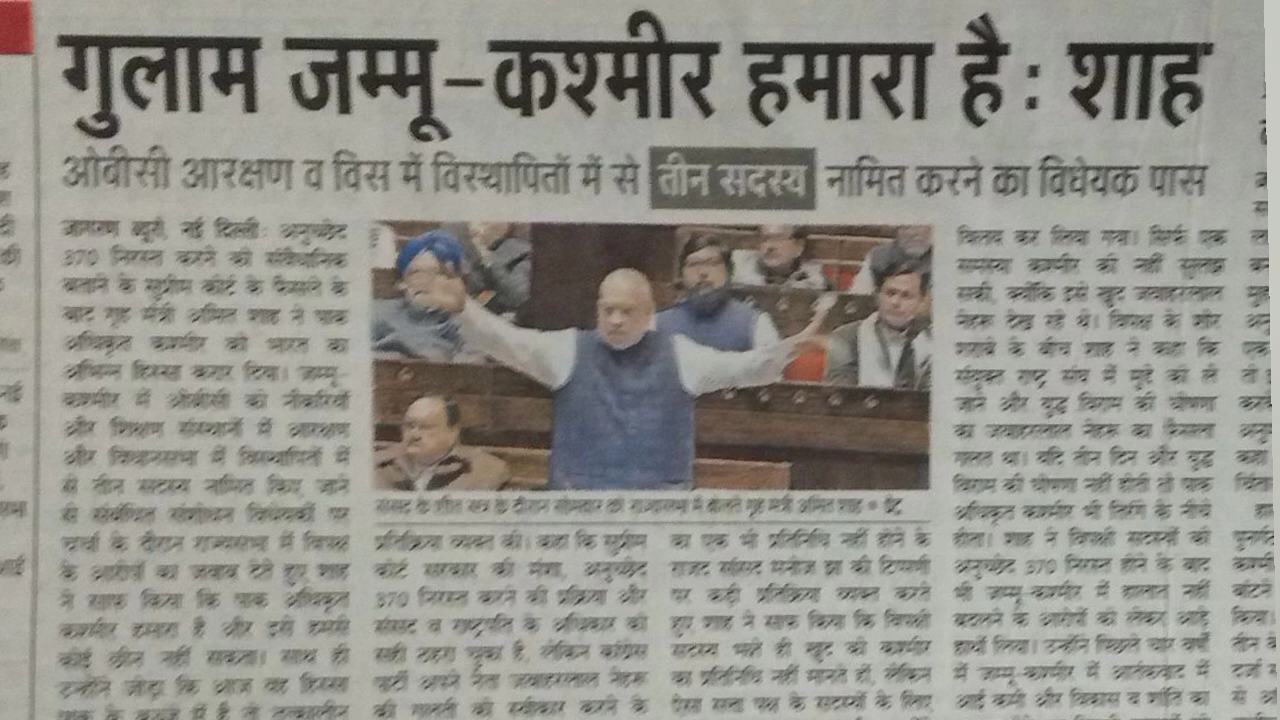 गुलाम जम्मू-कश्मीर हमारा है : शाह
ओबीसी आरक्षण व विस में विस्थापितों में से तीन सदस्य नामित करने का विधेयक पास
जागरण ब्यूरो, नई दिल्ली: अनुच्छेद
370 निरस्त करने को संवैधानिक
बताने के सुप्रीम कोर्ट के फैसले के
बाद गृह मंत्री अमित शाह ने पाक
अधिकृत कश्मीर को भारत का
अभिन्न हिस्सा करार दिया। जम्मू-
कश्मीर में ओबीसी को नौकरियों
और शिक्षण संस्थानों में आरक्षण
और विधानसभा में विस्थापितों में
से तीन सदस्य नामित किए जाने
से संबंधित संशोधन विधेयकों पर
चर्चा के दौरान राज्यसभा में विपक्ष
के आरोपों का जवाब देते हुए शाह
ने साफ किया कि पाक अधिकृत
कश्मीर हमारा है और इसे हमसे
कोई छीन नहीं सकता। साथ ही
उन्होंने जोड़ा कि आज वह हिस्सा
पाक के कब्जे में है तो तत्कालीन
संसद के शीत सत्र के दौरान सोमवार को राज्यसभा में बोलते गृह मंत्री अमित शाह • प्रेट्र
प्रतिक्रिया व्यक्त की। कहा कि सुप्रीम
कोर्ट सरकार की मंशा, अनुच्छेद
370 निरस्त करने की प्रक्रिया और
संसद व राष्ट्रपति के अधिकार को
सही ठहरा चुका है, लेकिन कांग्रेस
पार्टी अपने नेता जवाहरलाल नेहरू
की गलती को स्वीकार करने के
का एक भी प्रतिनिधि नहीं होने के
राजद सांसद मनोज झा की टिप्पणी
पर कड़ी प्रतिक्रिया व्यक्त करते
हुए शाह ने साफ किया कि विपक्षी
सदस्य भले ही खुद को कश्मीर
का प्रतिनिधि नहीं मानते हों, लेकिन
ऐसा सत्ता पक्ष के सदस्यों के लिए
विलय कर लिया गया। सिर्फ एक
समस्या कश्मीर की नहीं सुलझ
सकी, क्योंकि इसे खुद जवाहरलाल
नेहरू देख रहे थे। विपक्ष के शोर
शराबे के बीच शाह ने कहा कि
संयुक्त राष्ट्र संघ में मुद्दे को ले
जाने और युद्ध विराम की घोषणा
का जवाहरलाल नेहरू का फैसला
गलत था। यदि तीन दिन और युद्ध
विराम की घोषणा नहीं होती तो पाक
अधिकृत कश्मीर भी तिरंगे के नीचे
होता। शाह ने विपक्षी सदस्यों को
अनुच्छेद 370 निरस्त होने के बाद
भी जम्मू-कश्मीर में हालात नहीं
बदलने के आरोपों को लेकर आड़े
हाथों लिया। उन्होंने पिछले चार वर्षों
में जम्मू-कश्मीर में आतंकवाद में
आई कमी और विकास व शांति का